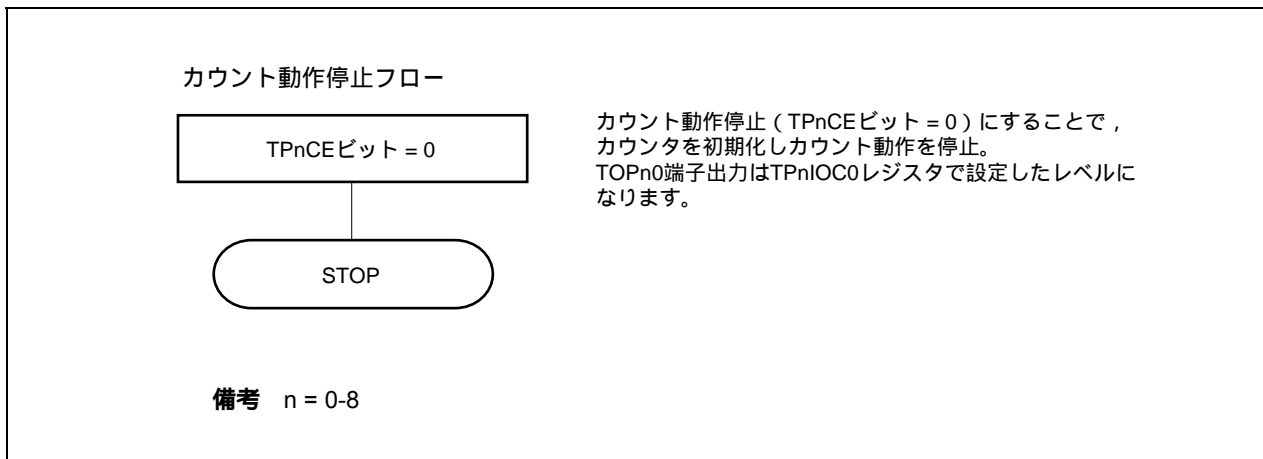 カウント動作停止フロー
TPnCEビット = 0
STOP
カウント動作停止（TPnCEビット = 0）にすることで，
カウンタを初期化しカウント動作を停止。
TOPn0端子出力はTPnIOC0レジスタで設定したレベルに
なります。
備考 n = 0-8